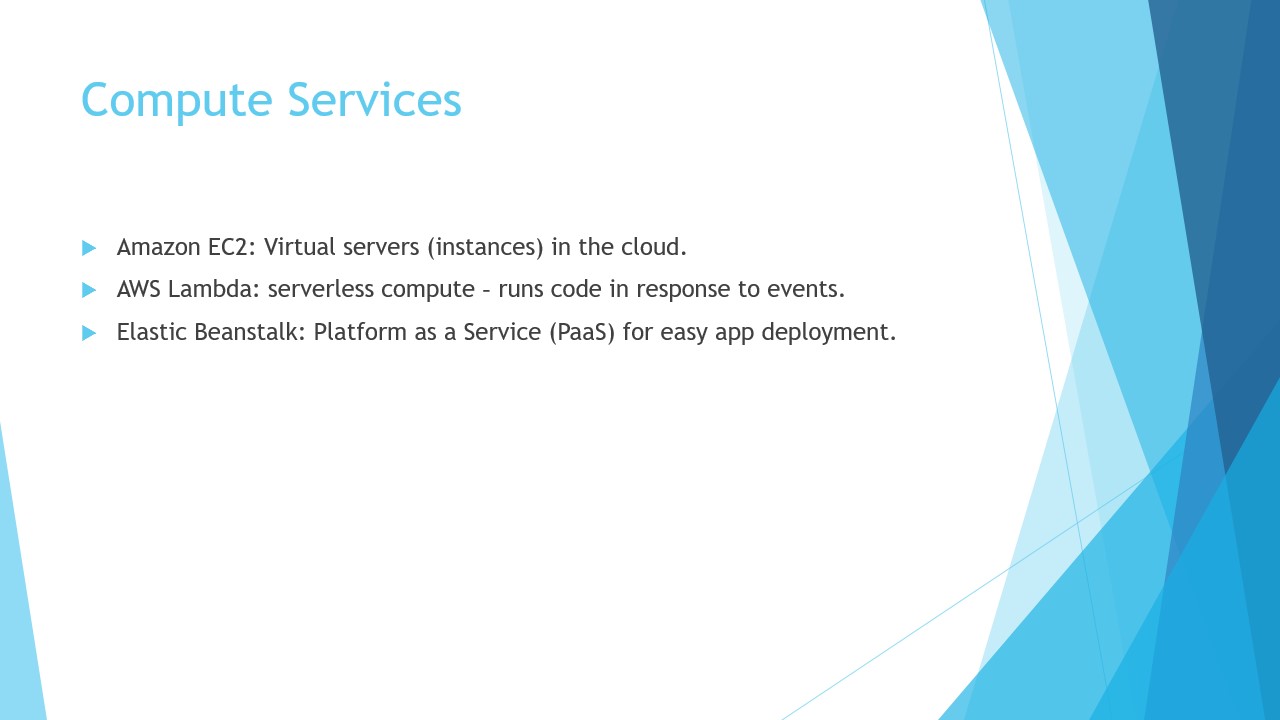 Compute Services
Amazon EC2: Virtual servers (instances) in the cloud.
AWS Lambda: serverless compute – runs code in response to events.
Elastic Beanstalk: Platform as a Service (PaaS) for easy app deployment.